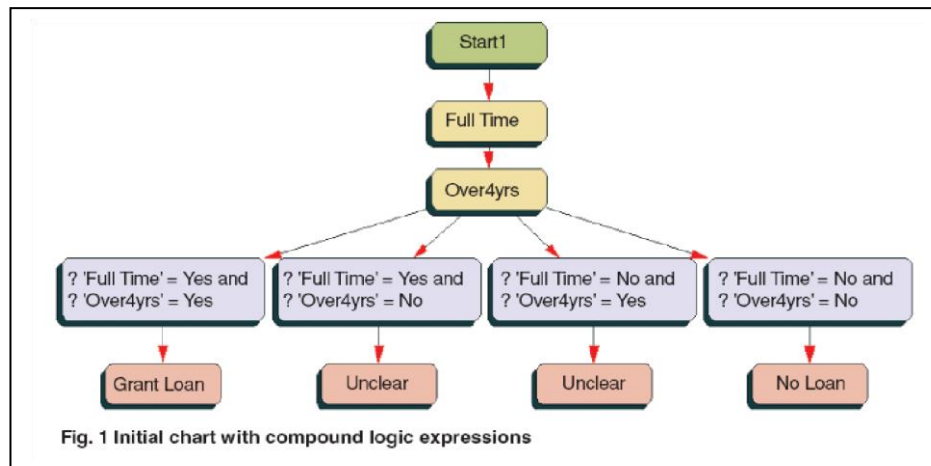 Start1
Full Time
Over4yrs
? 'Full Time' = Yes and
? 'Over4yrs' = Yes
? 'Full Time' = Yes and
? 'Over4yrs' = No
? 'Full Time' = No and
? 'Over4yrs' = Yes
? 'Full Time' = No and
? 'Over4yrs' = No
Grant Loan
Unclear
Unclear
No Loan
Fig. 1 Initial chart with compound logic expressions